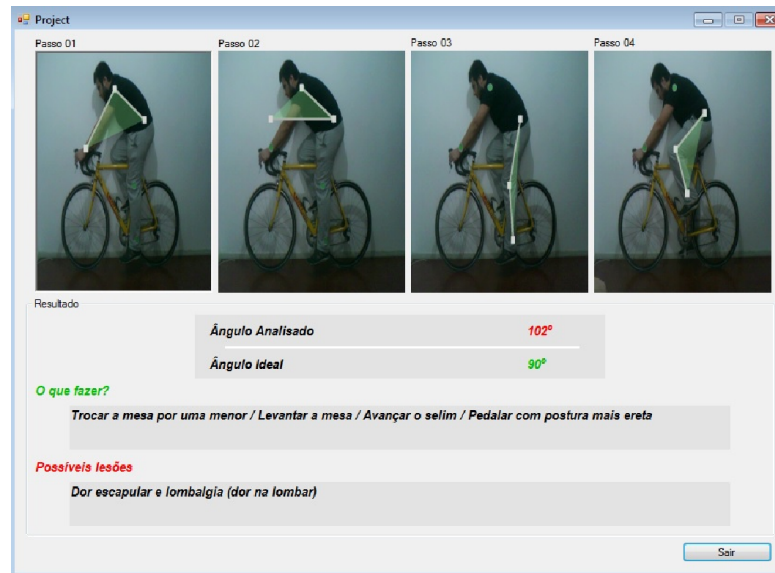 Project
Passo 01
Passo 02
Passo 03
Passo 04
Resultado
Ângulo Analisado 102º
Ângulo Ideal 90º
O que fazer?
Trocar a mesa por uma menor / Levantar a mesa / Avançar o selim / Pedalar com postura mais ereta
Possíveis lesões
Dor escapular e lombalgia (dor na lombar)
Sair